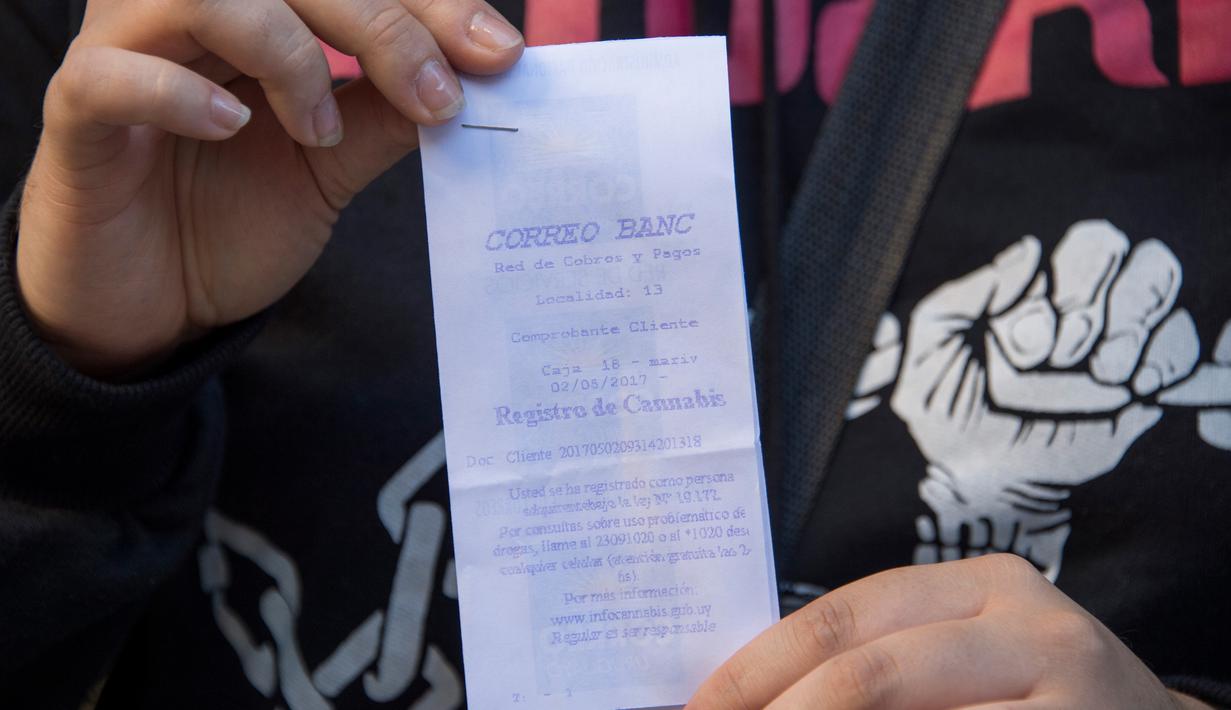 CORREO BANC
Red de Cobros y Pagos
Localidad: 13
Comprobante Cliente
Caja 18 - mariv
02/05/2017 -
Registro de Cannabis
Doc Cliente 2017050209314201318
Usted se ha registrado como persona
adquirente bajo la ley Nº 19.172.
Por consultas sobre uso problemático de
drogas, llame al 23091020 o al *1020 desd
cualquier celular (atención gratuita las 2
hs).
Por más información:
www.infocannabis.gub.uy
Regular es ser responsable
T: - 1